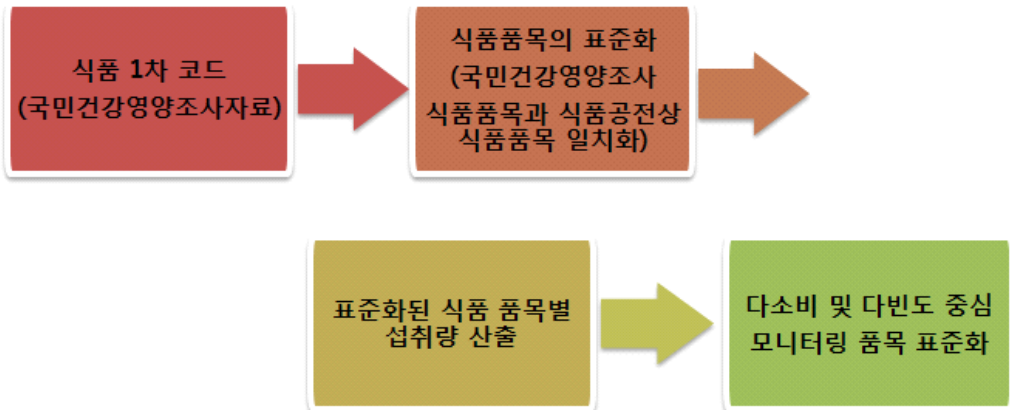 식품 1차 코드
(국민건강영양조사자료)
식품품목의 표준화
(국민건강영양조사
식품품목과 식품공전상
식품품목 일치화)
표준화된 식품 품목별
섭취량 산출
다소비 및 다빈도 중심
모니터링 품목 표준화